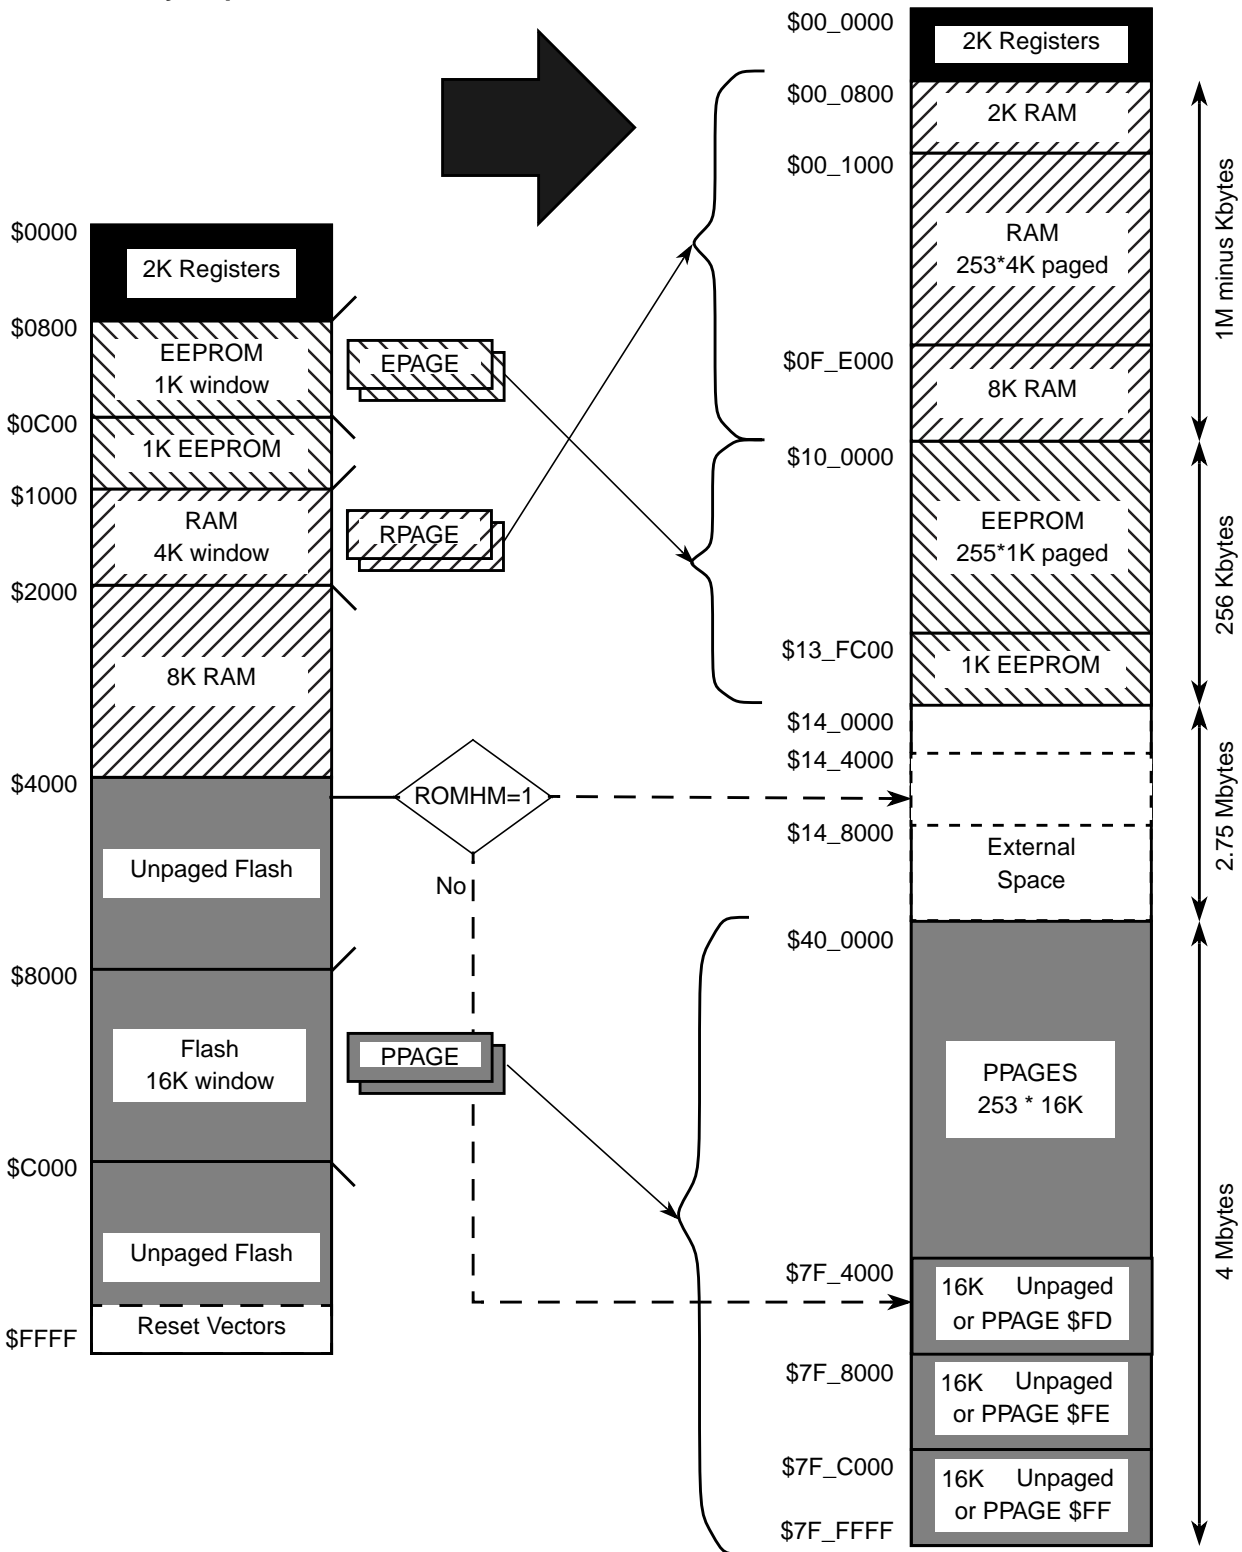 $0000
2K Registers
$0800
EEPROM
1K window
$0C00
1K EEPROM
$1000
RAM
4K window
$2000
8K RAM
$4000
Unpaged Flash
$8000
Flash
16K window
$C000
Unpaged Flash
Reset Vectors
$FFFF
EPAGE
RPAGE
ROMHM=1
No
PPAGE
$00_0000
2K Registers
$00_0800
2K RAM
$00_1000
RAM
253*4K paged
$0F_E000
8K RAM
$10_0000
EEPROM
255*1K paged
$13_FC00
1K EEPROM
$14_0000
$14_4000
$14_8000
External
Space
$40_0000
PPAGES
253 * 16K
$7F_4000
16K Unpaged
or PPAGE $FD
$7F_8000
16K Unpaged
or PPAGE $FE
$7F_C000
16K Unpaged
or PPAGE $FF
$7F_FFFF
1M minus Kbytes
256 Kbytes
2.75 Mbytes
4 Mbytes